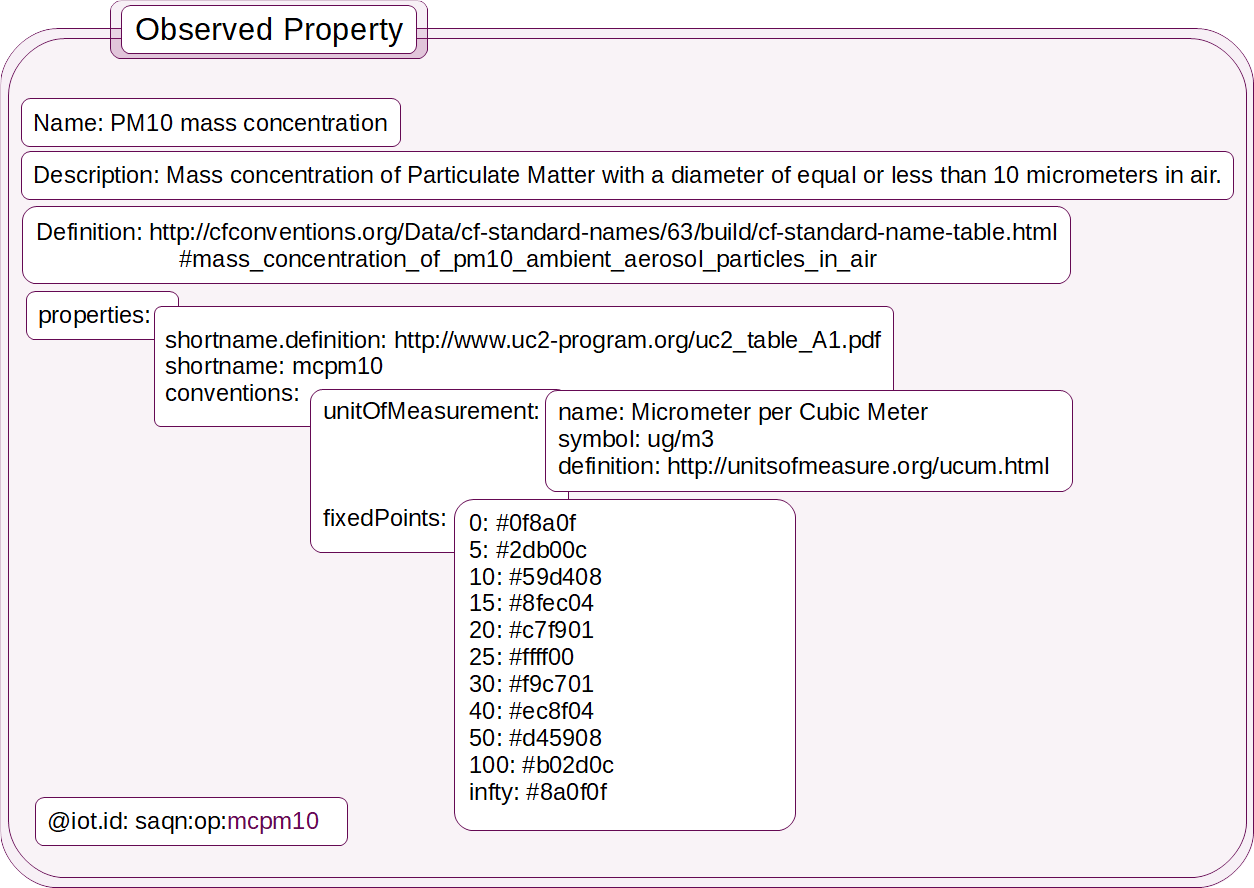 Observed Property
Name: PM10 mass concentration
Description: Mass concentration of Particulate Matter with a diameter of equal or less than 10 micrometers in air.
Definition: http://cfconventions.org/Data/cf-standard-names/63/build/cf-standard-name-table.html
#mass_concentration_of_pm10_ambient_aerosol_particles_in_air
properties:
shortname.definition: http://www.uc2-program.org/uc2_table_A1.pdf
shortname: mcpm10
conventions:
unitOfMeasurement:
name: Micrometer per Cubic Meter
symbol: ug/m3
definition: http://unitsofmeasure.org/ucum.html
fixedPoints:
0: #0f8a0f
5: #2db00c
10: #59d408
15: #8fec04
20: #c7f901
25: #ffff00
30: #f9c701
40: #ec8f04
50: #d45908
100: #b02d0c
infty: #8a0f0f
@iot.id: saqn:op:mcpm10